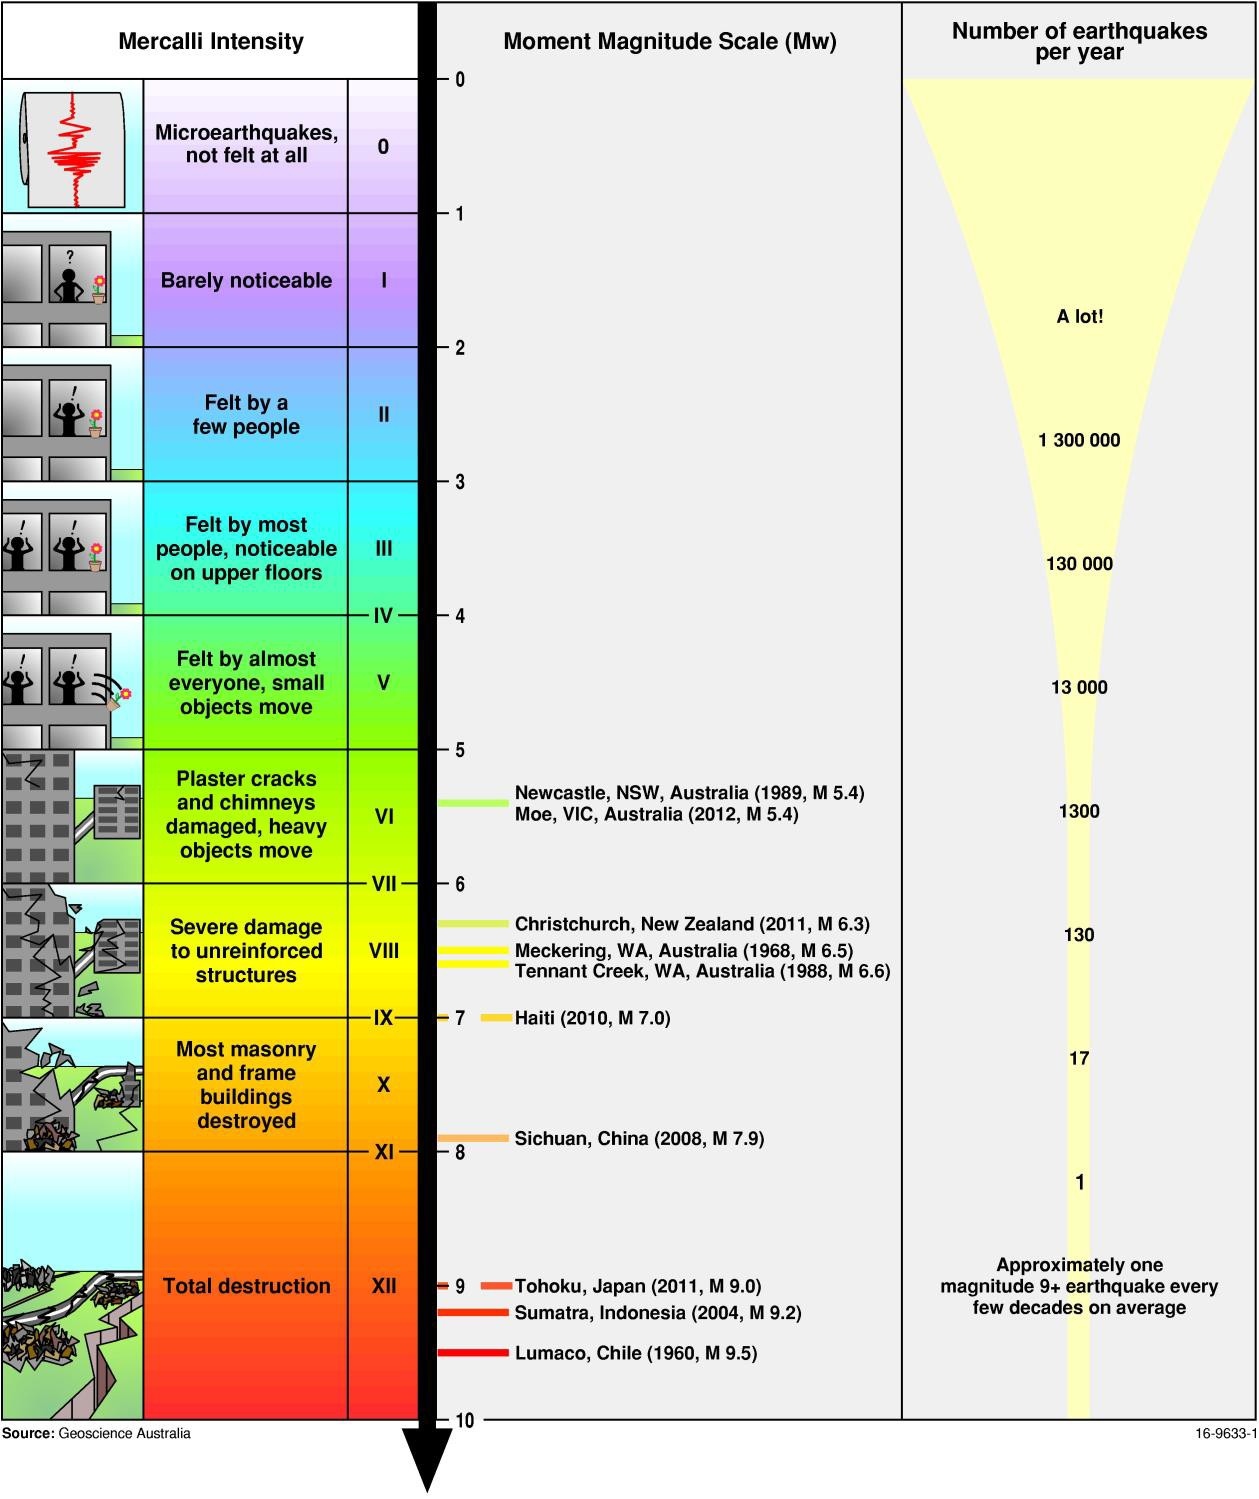 Mercalli Intensity
Moment Magnitude Scale (Mw)
Number of earthquakes
per year
0
Microearthquakes,
not felt at all
0
1
?
Barely noticeable
I
A lot!
2
!
Felt by a
few people
II
1 300 000
3
! !
Felt by most
people, noticeable
on upper floors
III
130 000
IV
4
! !
Felt by almost
everyone, small
objects move
V
13 000
5
Plaster cracks
and chimneys
damaged, heavy
objects move
VI
Newcastle, NSW, Australia (1989, M 5.4)
Moe, VIC, Australia (2012, M 5.4)
1300
VII
6
Severe damage
to unreinforced
structures
VIII
Christchurch, New Zealand (2011, M 6.3)
Meckering, WA, Australia (1968, M 6.5)
Tennant Creek, WA, Australia (1988, M 6.6)
130
IX
7
Haiti (2010, M 7.0)
Most masonry
and frame
buildings
destroyed
X
17
Sichuan, China (2008, M 7.9)
XI
8
1
Total destruction
XII
9
Tohoku, Japan (2011, M 9.0)
Sumatra, Indonesia (2004, M 9.2)
Lumaco, Chile (1960, M 9.5)
Approximately one
magnitude 9+ earthquake every
few decades on average
10
Source: Geoscience Australia
16-9633-1